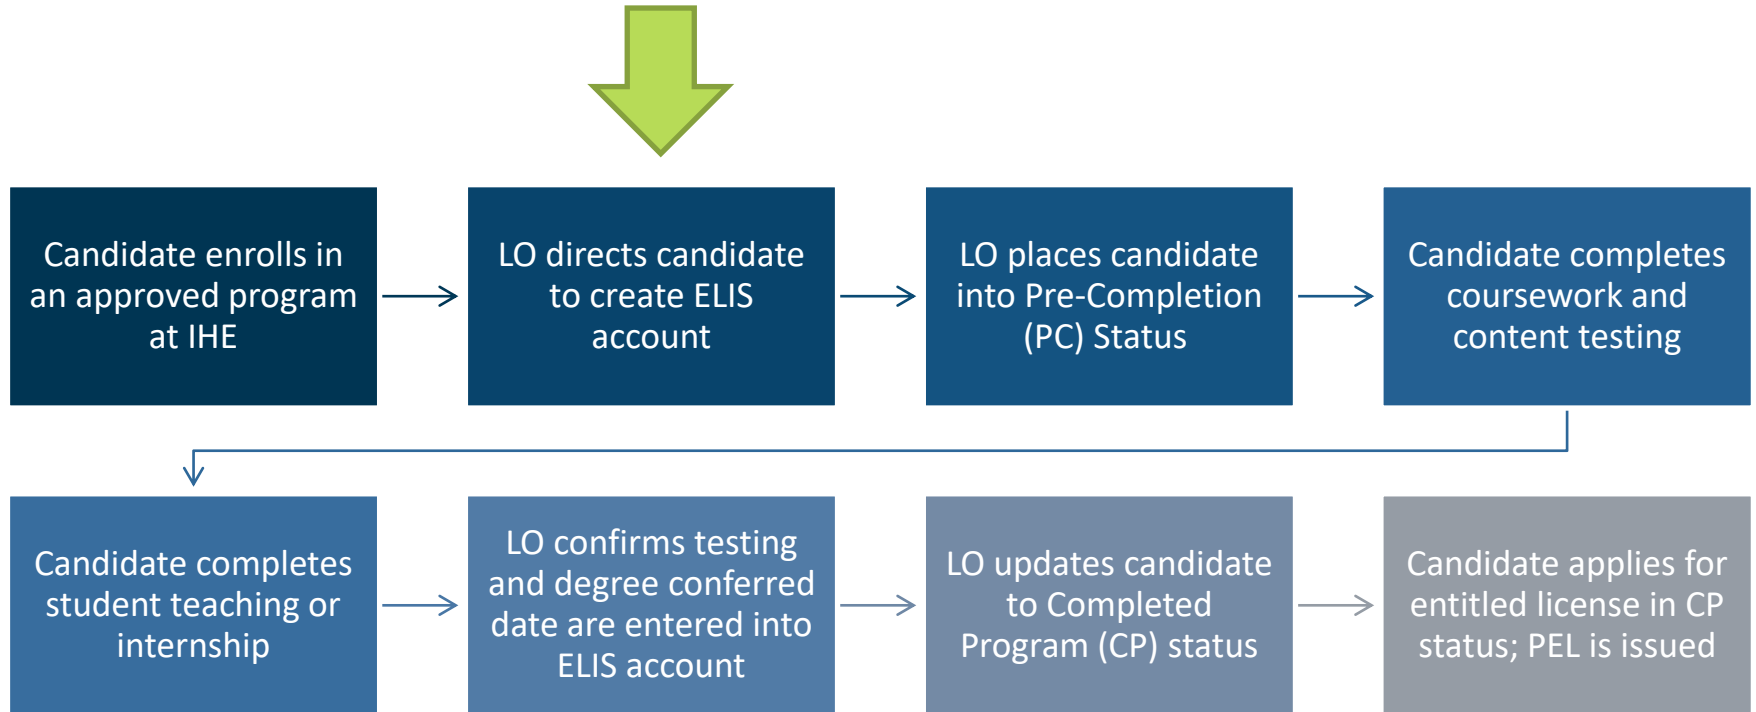 Candidate enrolls in
an approved program
at IHE
LO directs candidate
to create ELIS
account
LO places candidate
into Pre-Completion
(PC) Status
Candidate completes
coursework and
content testing
Candidate completes
student teaching or
internship
LO confirms testing
and degree conferred
date are entered into
ELIS account
LO updates candidate
to Completed
Program (CP) status
Candidate applies for
entitled license in CP
status; PEL is issued